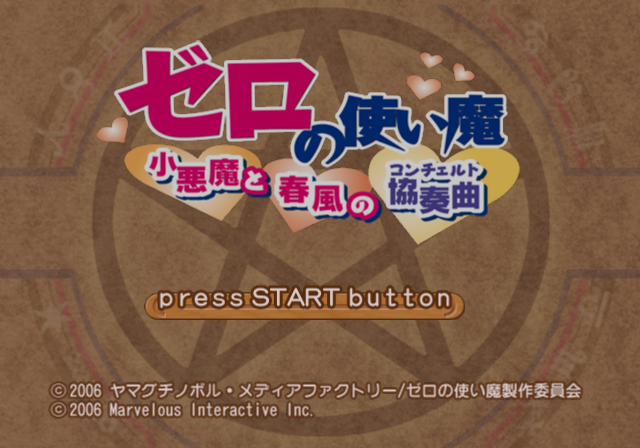 ゼロの使い魔
小悪魔と春風の協奏曲
コンチェルト
press START button
©2006 ヤマグチノボル・メディアファクトリー/ゼロの使い魔製作委員会
©2006 Marvelous Interactive Inc.